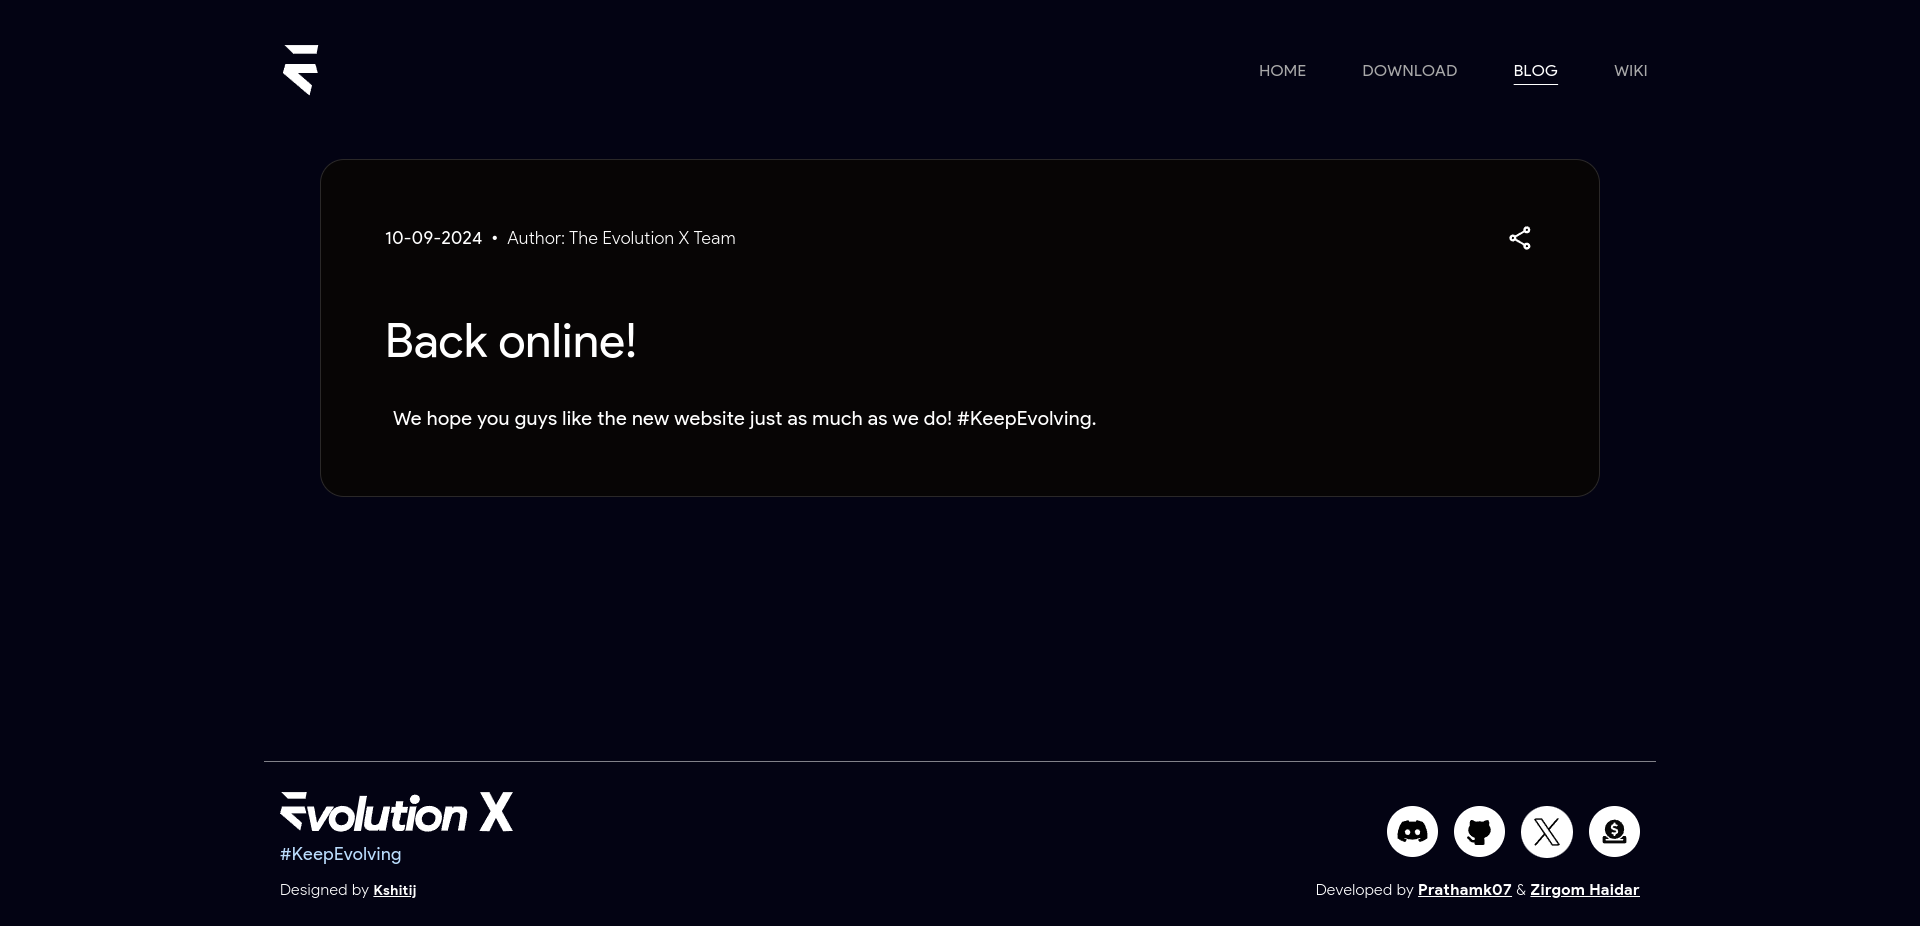 HOME DOWNLOAD BLOG WIKI
10-09-2024 • Author: The Evolution X Team
Back online!
We hope you guys like the new website just as much as we do! #KeepEvolving.
Evolution X
#KeepEvolving
Designed by Kshitij
Developed by Prathamk07 & Zirgom Haidar